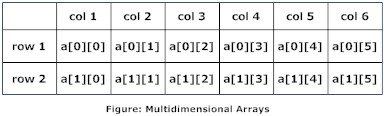 col 1 col 2 col 3 col 4 col 5 col 6
row 1 a[0][0] a[0][1] a[0][2] a[0][3] a[0][4] a[0][5]
row 2 a[1][0] a[1][1] a[1][2] a[1][3] a[1][4] a[1][5]
Figure: Multidimensional Arrays